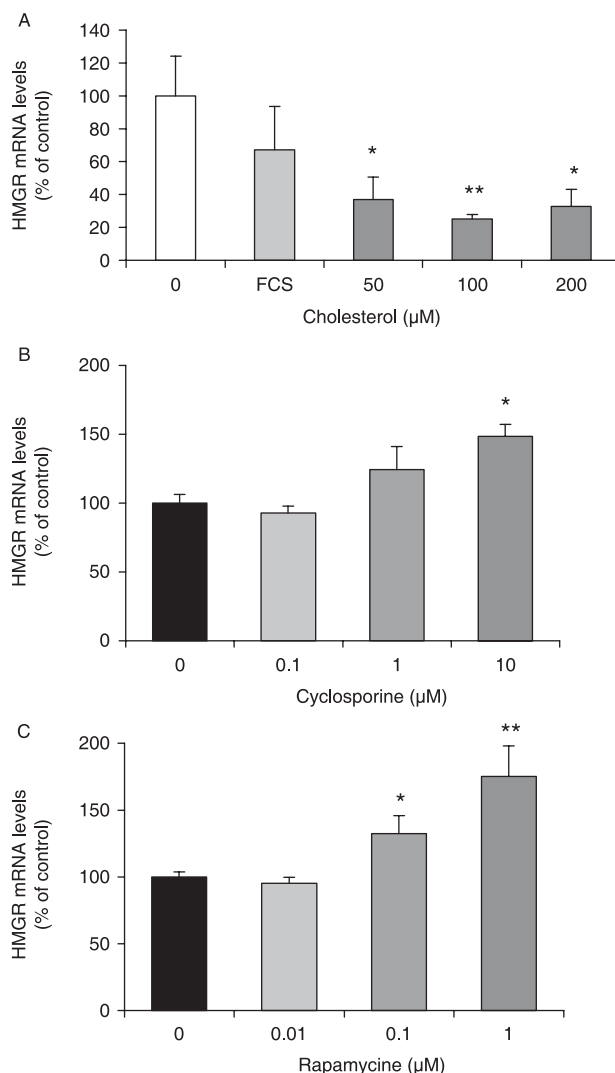 A
HMGR mRNA levels
(% of control)
140
120
100
80
60
40
20
0
*
**
*
0 FCS 50 100 200
Cholesterol (µM)
B
HMGR mRNA levels
(% of control)
200
150
100
50
0
*
0 0.1 1 10
Cyclosporine (µM)
C
HMGR mRNA levels
(% of control)
200
150
100
50
0
*
**
0 0.01 0.1 1
Rapamycine (µM)